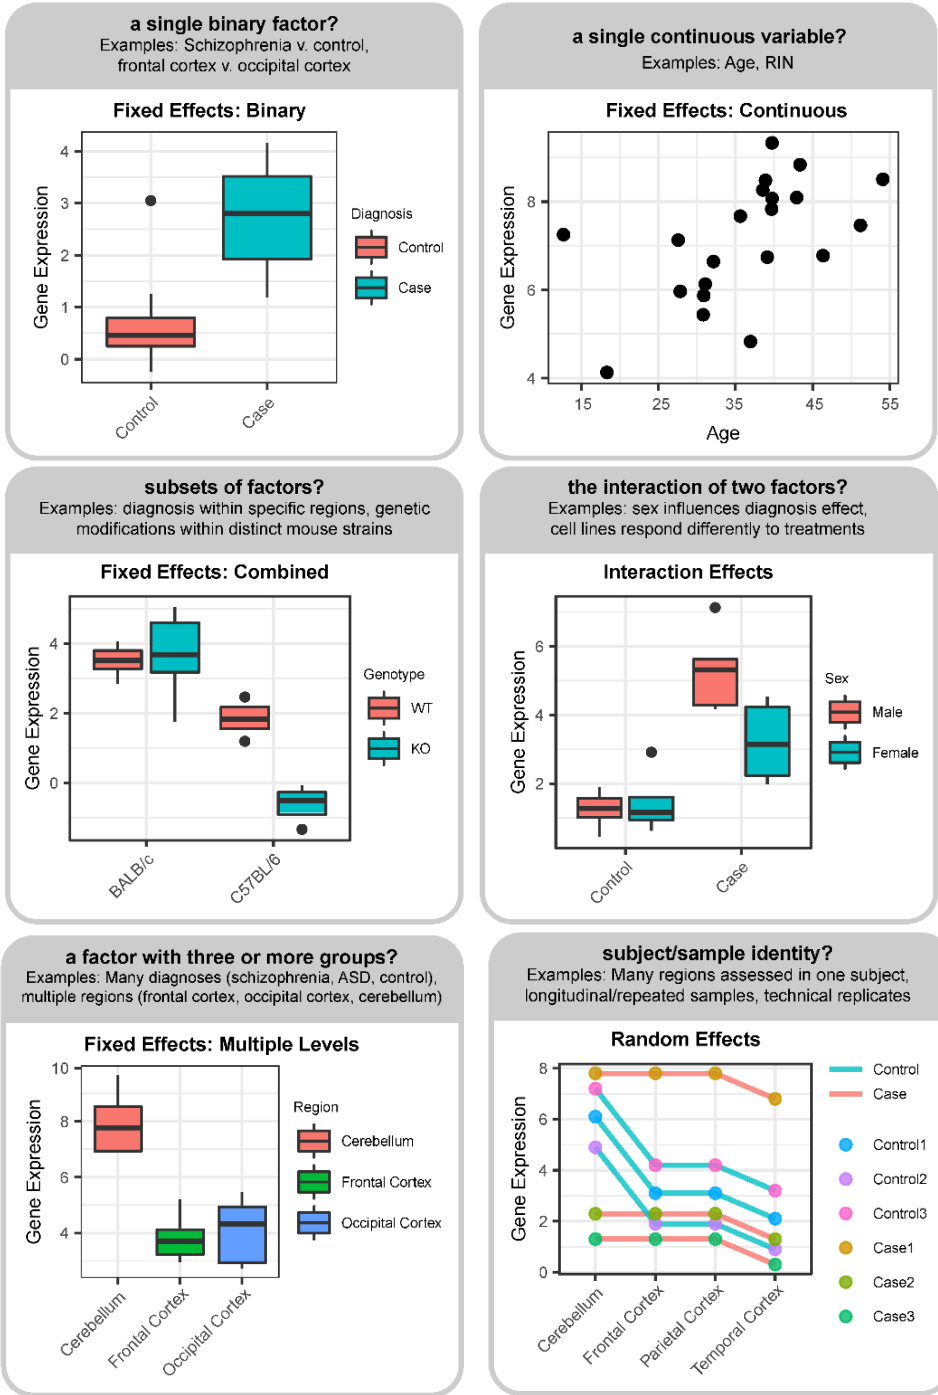 a single binary factor?
Examples: Schizophrenia v. control,
frontal cortex v. occipital cortex
Fixed Effects: Binary
Gene Expression
4
3
2
1
0
Control
Case
Diagnosis
Control
Case
a single continuous variable?
Examples: Age, RIN
Fixed Effects: Continuous
Gene Expression
8
6
4
15
25
35
45
55
Age
subsets of factors?
Examples: diagnosis within specific regions, genetic
modifications within distinct mouse strains
Fixed Effects: Combined
Gene Expression
4
2
0
BALB/c
C57BL/6
Genotype
WT
KO
the interaction of two factors?
Examples: sex influences diagnosis effect,
cell lines respond differently to treatments
Interaction Effects
Gene Expression
6
4
2
Control
Case
Sex
Male
Female
a factor with three or more groups?
Examples: Many diagnoses (schizophrenia, ASD, control),
multiple regions (frontal cortex, occipital cortex, cerebellum)
Fixed Effects: Multiple Levels
Gene Expression
10
8
6
4
Cerebellum
Frontal Cortex
Occipital Cortex
Region
Cerebellum
Frontal Cortex
Occipital Cortex
subject/sample identity?
Examples: Many regions assessed in one subject,
longitudinal/repeated samples, technical replicates
Random Effects
Gene Expression
8
6
4
2
0
Cerebellum
Frontal Cortex
Parietal Cortex
Temporal Cortex
Control
Case
Control1
Control2
Control3
Case1
Case2
Case3